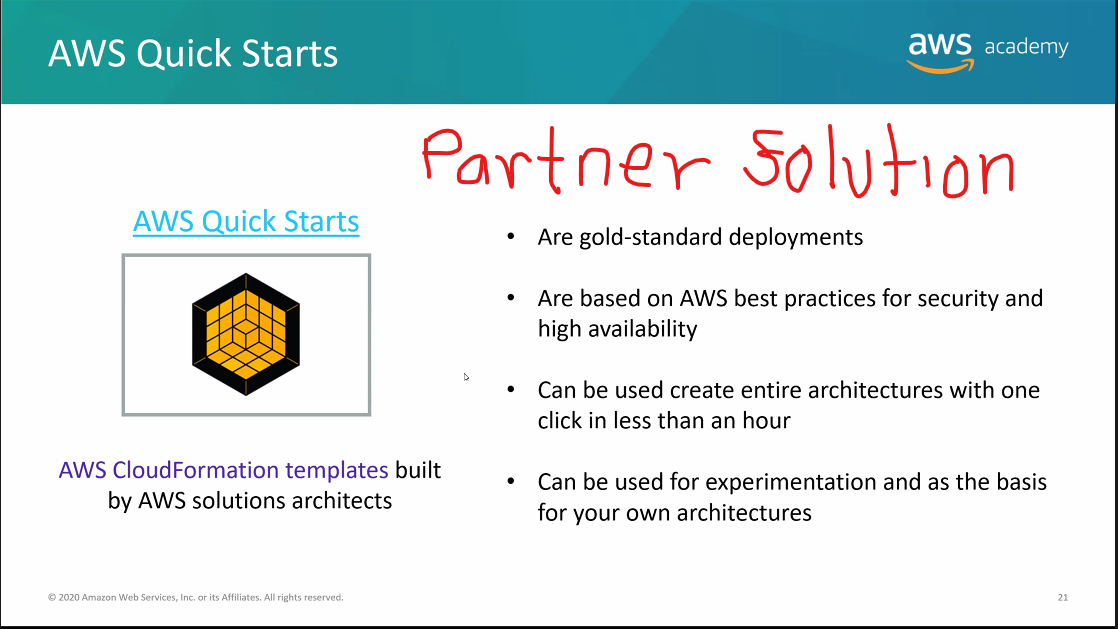 AWS Quick Starts
aws academy
Partner Solution
AWS Quick Starts
AWS CloudFormation templates built
by AWS solutions architects
• Are gold-standard deployments
• Are based on AWS best practices for security and
high availability
• Can be used create entire architectures with one
click in less than an hour
• Can be used for experimentation and as the basis
for your own architectures
© 2020 Amazon Web Services, Inc. or its Affiliates. All rights reserved.
21